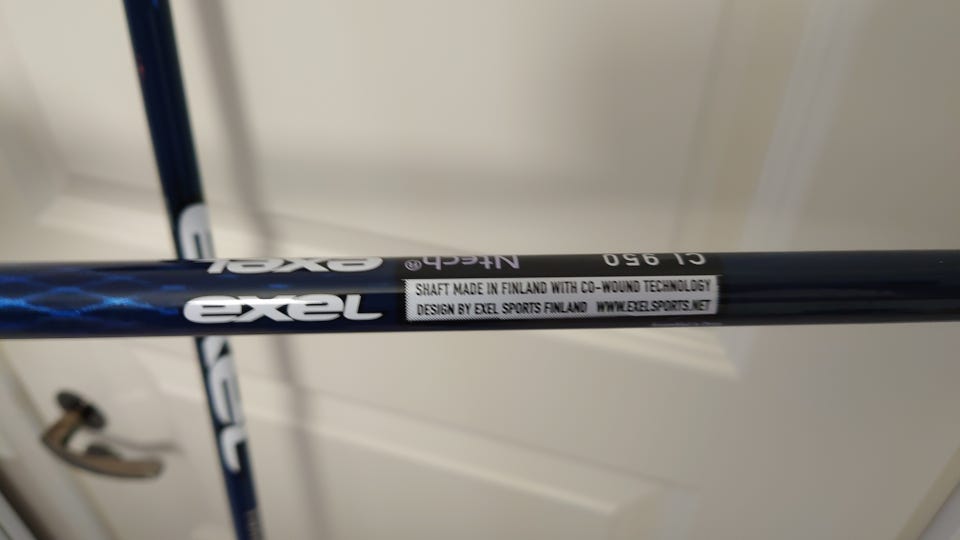 exel
Ntech®
CL 950
exel
SHAFT MADE IN FINLAND WITH CO-WOUND TECHNOLOGY
DESIGN BY EXEL SPORTS FINLAND WWW.EXELSPORTS.NET
exel